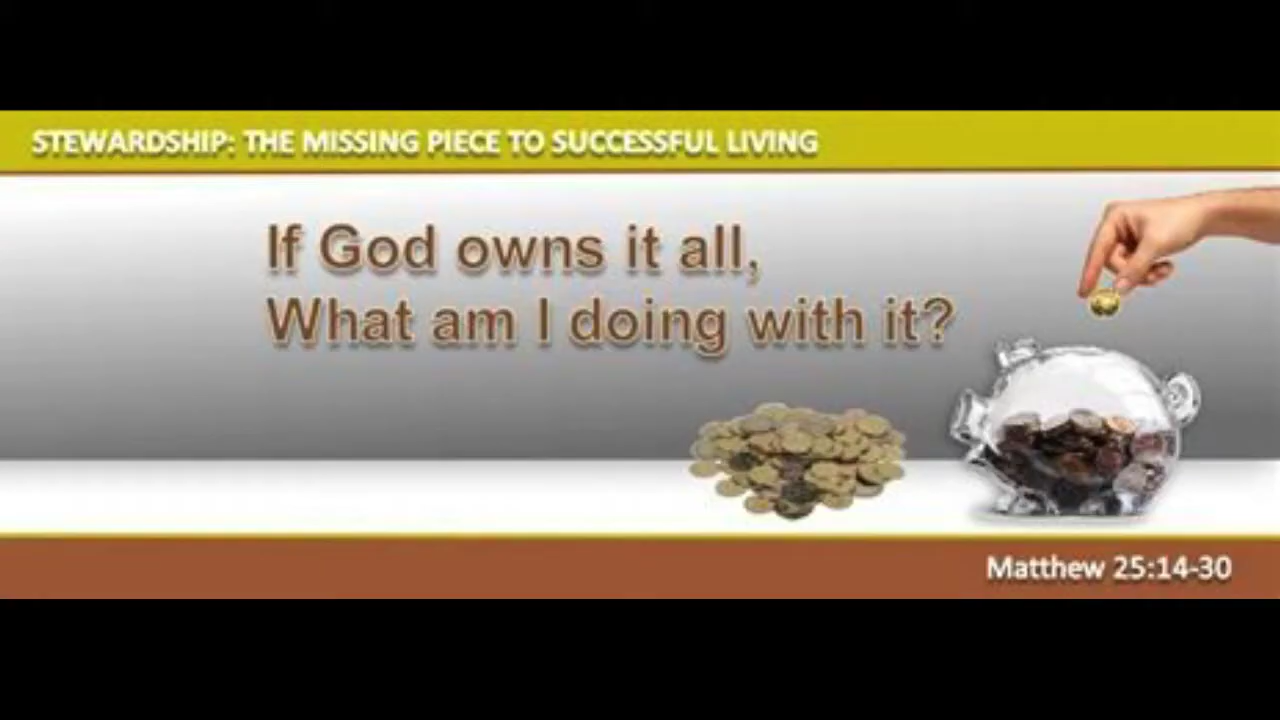 STEWARDSHIP: THE MISSING PIECE TO SUCCESSFUL LIVING
If God owns it all,
What am I doing with it?
Matthew 25:14-30